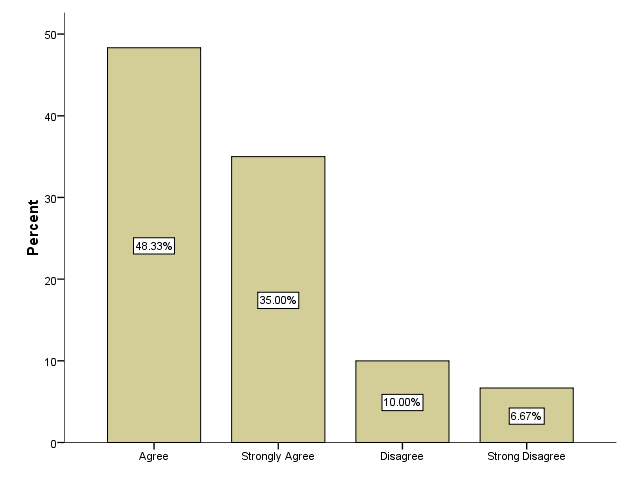 Percent
50
40
30
20
10
0
48.33%
35.00%
10.00%
6.67%
Agree
Strongly Agree
Disagree
Strong Disagree